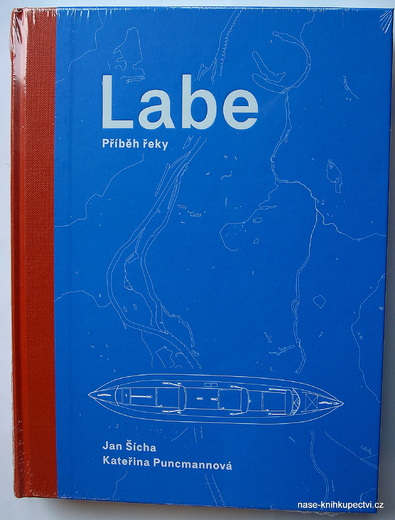 Labe
Příběh řeky
Jan Šícha
Kateřina Puncmannová
nase-knihkupectvi.cz